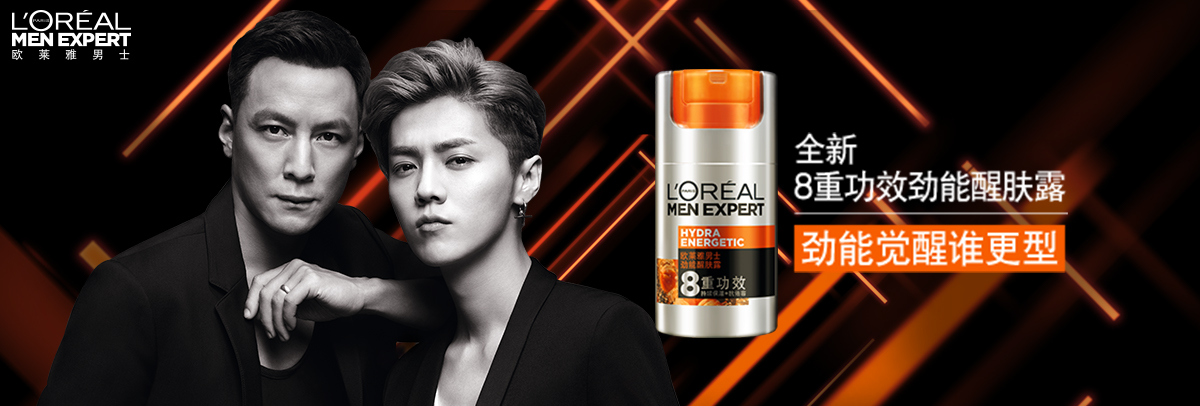 L'ORÉAL
PARIS
MEN EXPERT
欧莱雅男士
L'ORÉAL
PARIS
MEN EXPERT
HYDRA
ENERGETIC
欧莱雅男士
劲能醒肤露
8重功效
全新
8重功效劲能醒肤露
劲能觉醒谁更型